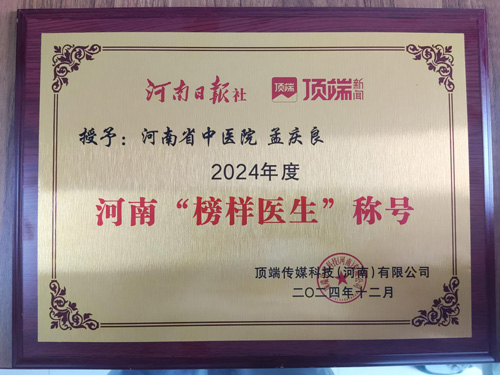 河南日报社 顶端 顶端新闻
授予：河南省中医院 孟庆良
2024年度
河南“榜样医生”称号
顶端传媒科技(河南)有限公司
二〇二四年十二月